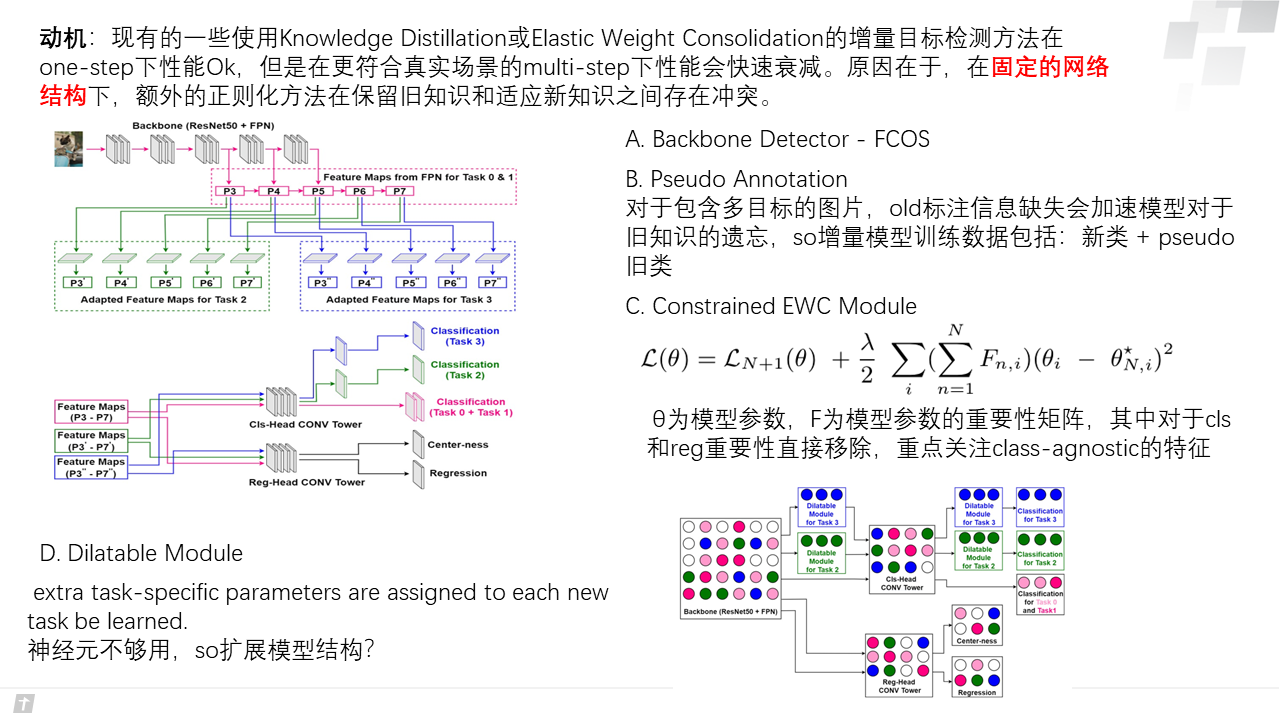 动机：现有的一些使用Knowledge Distillation或Elastic Weight Consolidation的增量目标检测方法在
one-step下性能Ok，但是在更符合真实场景的multi-step下性能会快速衰减。原因在于，在固定的网络
结构下，额外的正则化方法在保留旧知识和适应新知识之间存在冲突。
Backbone (ResNet50 + FPN)
Feature Maps from FPN for Task 0 & 1
P3 P4 P5 P6 P7
P3' P4' P5' P6' P7'
Adapted Feature Maps for Task 2
P3'' P4'' P5'' P6'' P7''
Adapted Feature Maps for Task 3
Classification
(Task 3)
Classification
(Task 2)
Classification
(Task 0 + Task 1)
Feature Maps
(P3 - P7)
Feature Maps
(P3' - P7')
Feature Maps
(P3'' - P7'')
Cls-Head CONV Tower
Center-ness
Regression
Reg-Head CONV Tower
D. Dilatable Module
extra task-specific parameters are assigned to each new
task be learned.
神经元不够用，so扩展模型结构？
A. Backbone Detector - FCOS
B. Pseudo Annotation
对于包含多目标的图片，old标注信息缺失会加速模型对于
旧知识的遗忘，so增量模型训练数据包括：新类 + pseudo
旧类
C. Constrained EWC Module
ℒ(θ) = ℒ_{N+1}(θ) + λ/2 ∑_i (∑_{n=1}^{N} F_{n,i})(θ_i − θ^⋆_{N,i})^2
θ为模型参数，F为模型参数的重要性矩阵，其中对于cls
和reg重要性直接移除，重点关注class-agnostic的特征
Dilatable
Module
for Task 3
Dilatable
Module
for Task 2
Backbone (ResNet50 + FPN)
Cls-Head
CONV Tower
Dilatable
Module
for Task 3
Classification
for Task 3
Dilatable
Module
for Task 2
Classification
for Task 2
Classification
for Task 0
and Task1
Center-ness
Reg-Head
CONV Tower
Regression